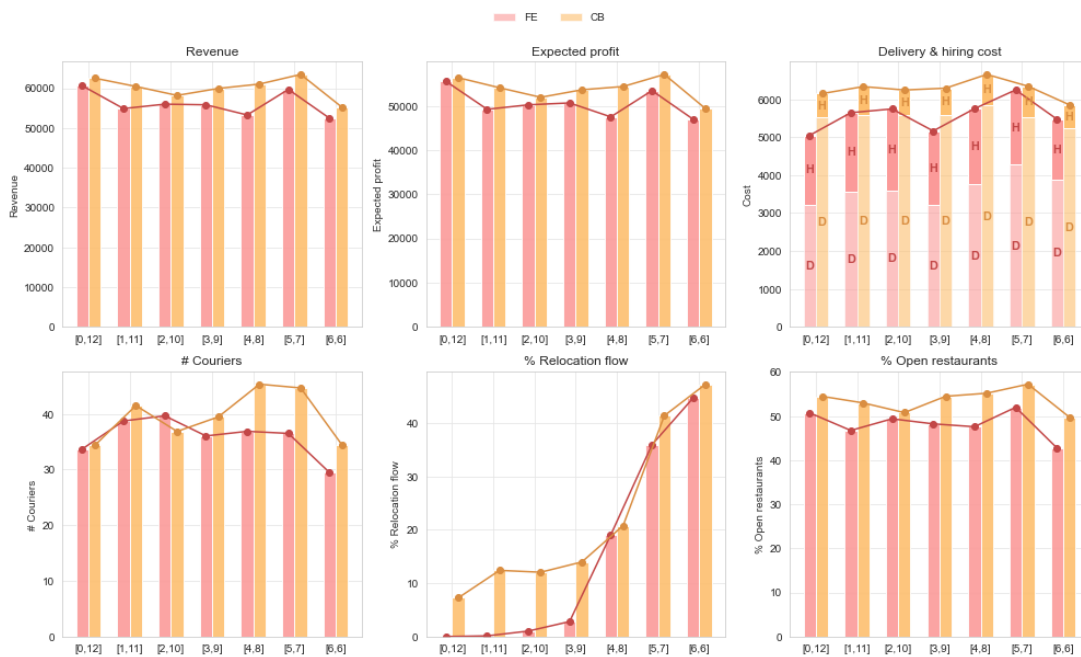 FE CB
Revenue
Expected profit
Delivery & hiring cost
Revenue
60000
50000
40000
30000
20000
10000
0
[0,12] [1,11] [2,10] [3,9] [4,8] [5,7] [6,6]
Expected profit
50000
40000
30000
20000
10000
0
[0,12] [1,11] [2,10] [3,9] [4,8] [5,7] [6,6]
Cost
6000
5000
4000
3000
2000
1000
0
H H H H H H H
H H H H H H H
D D D D D D D
D D D D D D D
[0,12] [1,11] [2,10] [3,9] [4,8] [5,7] [6,6]
# Couriers
% Relocation flow
% Open restaurants
# Couriers
40
30
20
10
0
[0,12] [1,11] [2,10] [3,9] [4,8] [5,7] [6,6]
% Relocation flow
40
30
20
10
0
[0,12] [1,11] [2,10] [3,9] [4,8] [5,7] [6,6]
% Open restaurants
60
50
40
30
20
10
0
[0,12] [1,11] [2,10] [3,9] [4,8] [5,7] [6,6]